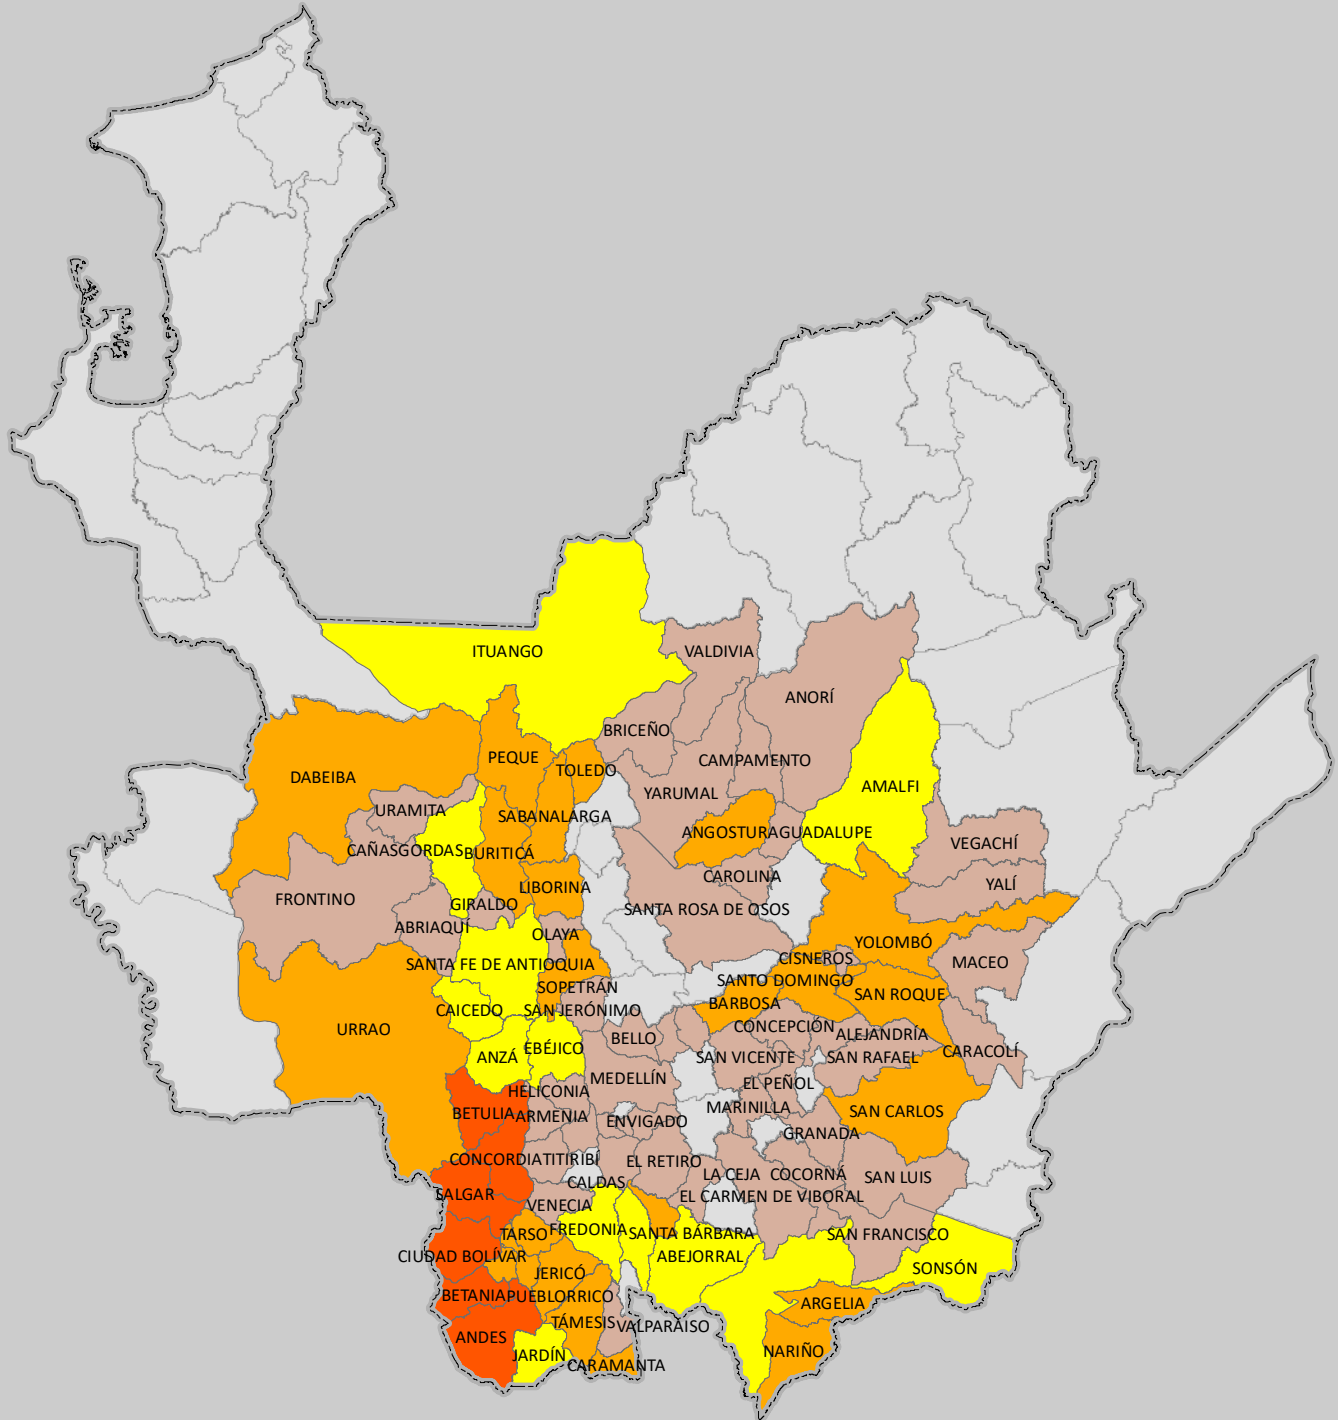 ITUANGO
VALDIVIA
ANORÍ
BRICEÑO
PEQUE
CAMPAMENTO
TOLEDO
DABEIBA
AMALFI
YARUMAL
URAMITA
SABANALARGA
ANGOSTURA
GUADALUPE
VEGACHÍ
CAÑASGORDAS
BURITICÁ
CAROLINA
YALÍ
LIBORINA
FRONTINO
GIRALDO
SANTA ROSA DE OSOS
ABRIAQUÍ
OLAYA
YOLOMBÓ
CISNEROS
MACEO
SANTA FE DE ANTIOQUIA
SANTO DOMINGO
SOPETRÁN
SAN ROQUE
BARBOSA
CAICEDO
SAN JERÓNIMO
CONCEPCIÓN
URRAO
ALEJANDRÍA
BELLO
EBÉJICO
CARACOLÍ
ANZÁ
SAN VICENTE
SAN RAFAEL
MEDELLÍN
EL PEÑOL
HELICONIA
MARINILLA
SAN CARLOS
BETULIA
ARMENIA
ENVIGADO
GRANADA
CONCORDIA
TITIRIBÍ
EL RETIRO
LA CEJA
COCORNÁ
SAN LUIS
CALDAS
SALGAR
EL CARMEN DE VIBORAL
VENECIA
FREDONIA
TARSO
SANTA BÁRBARA
SAN FRANCISCO
CIUDAD BOLÍVAR
ABEJORRAL
SONSÓN
JERICÓ
BETANIA
PUEBLORRICO
ARGELIA
TÁMESIS
VALPARAÍSO
ANDES
NARIÑO
JARDÍN
CARAMANTA